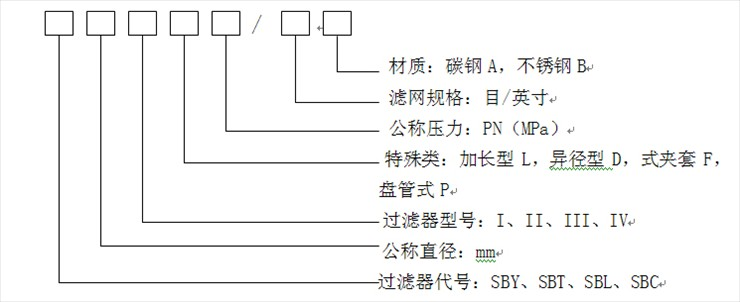 /
材质：碳钢 A，不锈钢 B
滤网规格：目/英寸
公称压力：PN（MPa）
特殊类：加长型 L，异径型 D，式夹套 F，
盘管式 P
过滤器型号：I、II、III、IV
公称直径：mm
过滤器代号：SBY、SBT、SBL、SBC